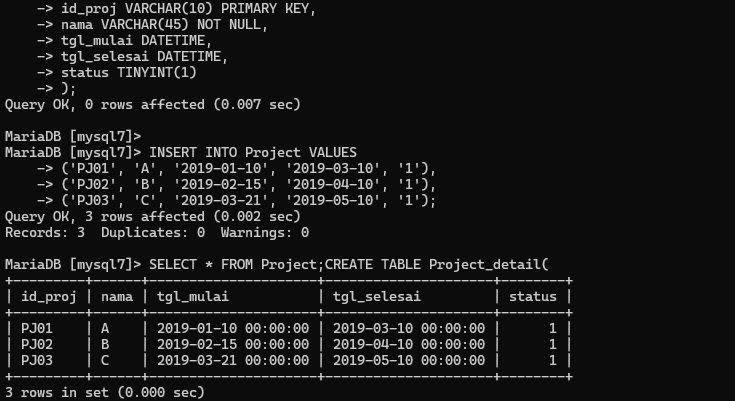 -> id_proj VARCHAR(10) PRIMARY KEY,
    -> nama VARCHAR(45) NOT NULL,
    -> tgl_mulai DATETIME,
    -> tgl_selesai DATETIME,
    -> status TINYINT(1)
    -> );
Query OK, 0 rows affected (0.007 sec)

MariaDB [mysql7]>
MariaDB [mysql7]> INSERT INTO Project VALUES
    -> ('PJ01', 'A', '2019-01-10', '2019-03-10', '1'),
    -> ('PJ02', 'B', '2019-02-15', '2019-04-10', '1'),
    -> ('PJ03', 'C', '2019-03-21', '2019-05-10', '1');
Query OK, 3 rows affected (0.002 sec)
Records: 3  Duplicates: 0  Warnings: 0

MariaDB [mysql7]> SELECT * FROM Project;CREATE TABLE Project_detail(
+---------+------+---------------------+---------------------+--------+
| id_proj | nama | tgl_mulai           | tgl_selesai         | status |
+---------+------+---------------------+---------------------+--------+
| PJ01    | A    | 2019-01-10 00:00:00 | 2019-03-10 00:00:00 |      1 |
| PJ02    | B    | 2019-02-15 00:00:00 | 2019-04-10 00:00:00 |      1 |
| PJ03    | C    | 2019-03-21 00:00:00 | 2019-05-10 00:00:00 |      1 |
+---------+------+---------------------+---------------------+--------+
3 rows in set (0.000 sec)